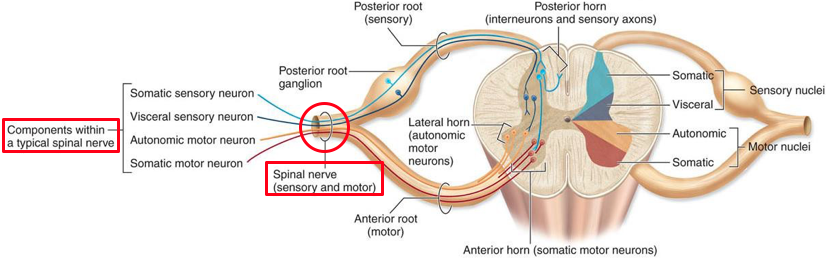 Posterior root
(sensory)
Posterior horn
(interneurons and sensory axons)
Posterior root
ganglion
Somatic sensory neuron
Visceral sensory neuron
Autonomic motor neuron
Somatic motor neuron
Components within
a typical spinal nerve
Spinal nerve
(sensory and motor)
Lateral horn
(autonomic
motor
neurons)
Anterior root
(motor)
Anterior horn (somatic motor neurons)
Somatic
Visceral
Sensory nuclei
Autonomic
Somatic
Motor nuclei